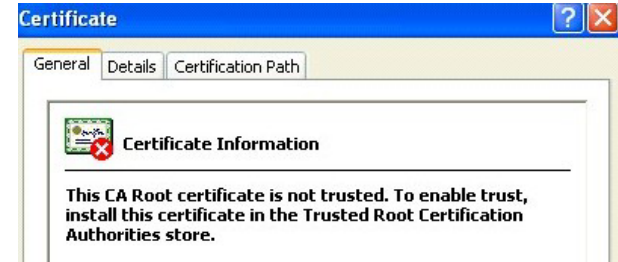 Certificate
General Details Certification Path
Certificate Information
This CA Root certificate is not trusted. To enable trust,
install this certificate in the Trusted Root Certification
Authorities store.